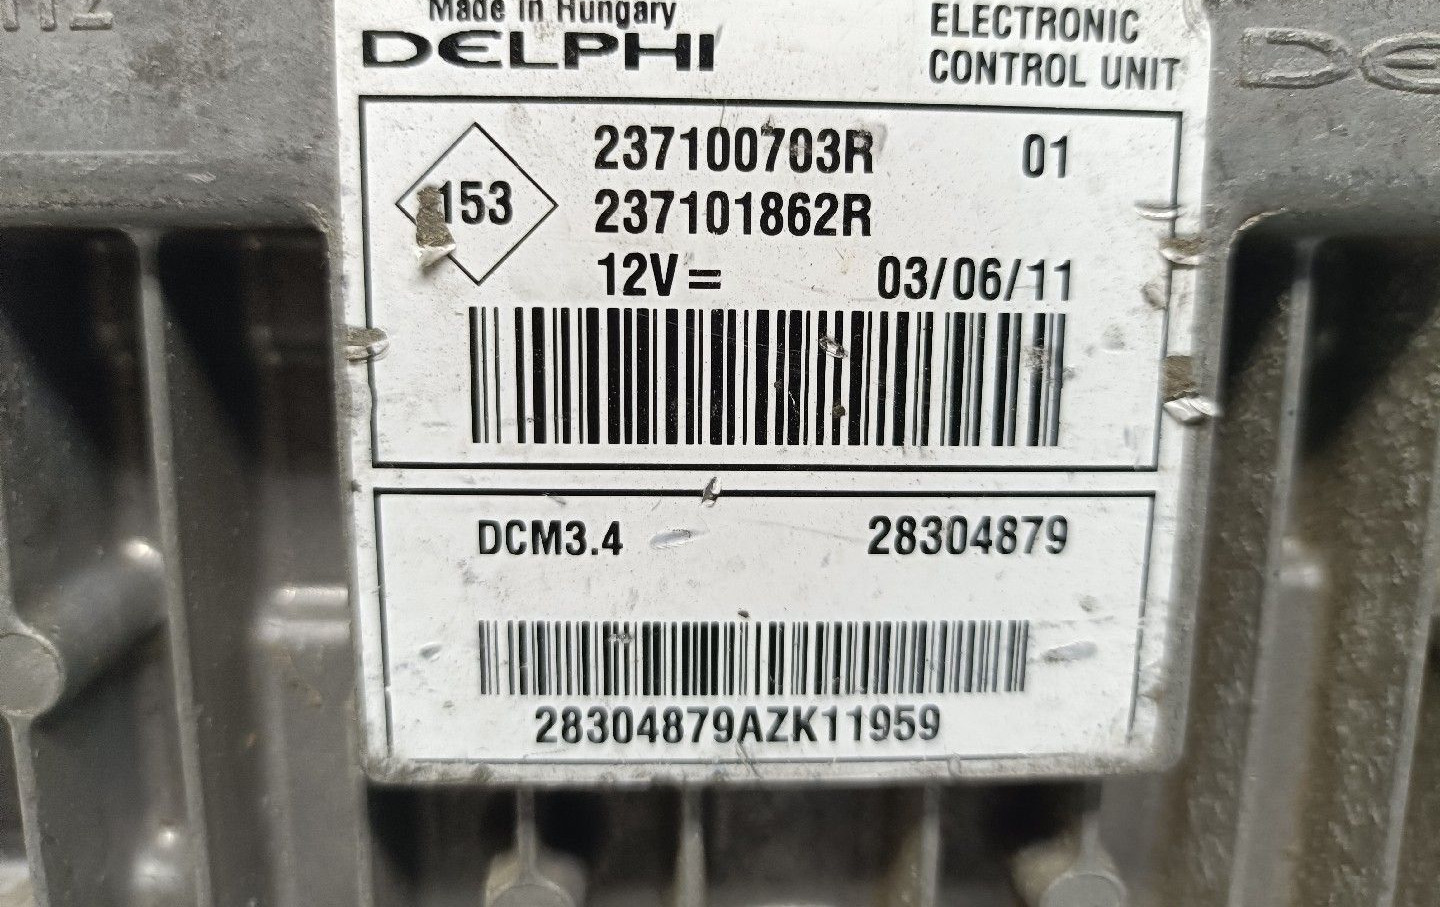 Made in Hungary
DELPHI
ELECTRONIC
CONTROL UNIT
237100703R 01
153
237101862R
12V= 03/06/11
DCM3.4 28304879
28304879AZK11959